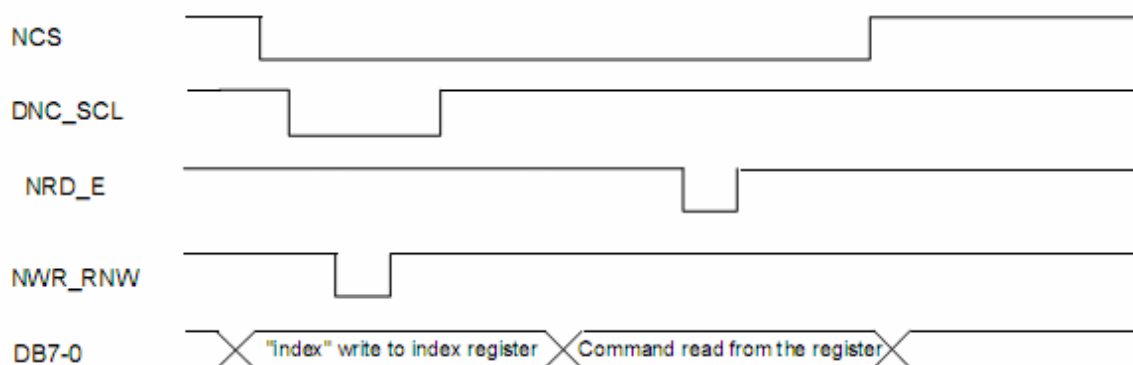 NCS
DNC_SCL
NRD_E
NWR_RNW
DB7-0 "index" write to index register Command read from the register